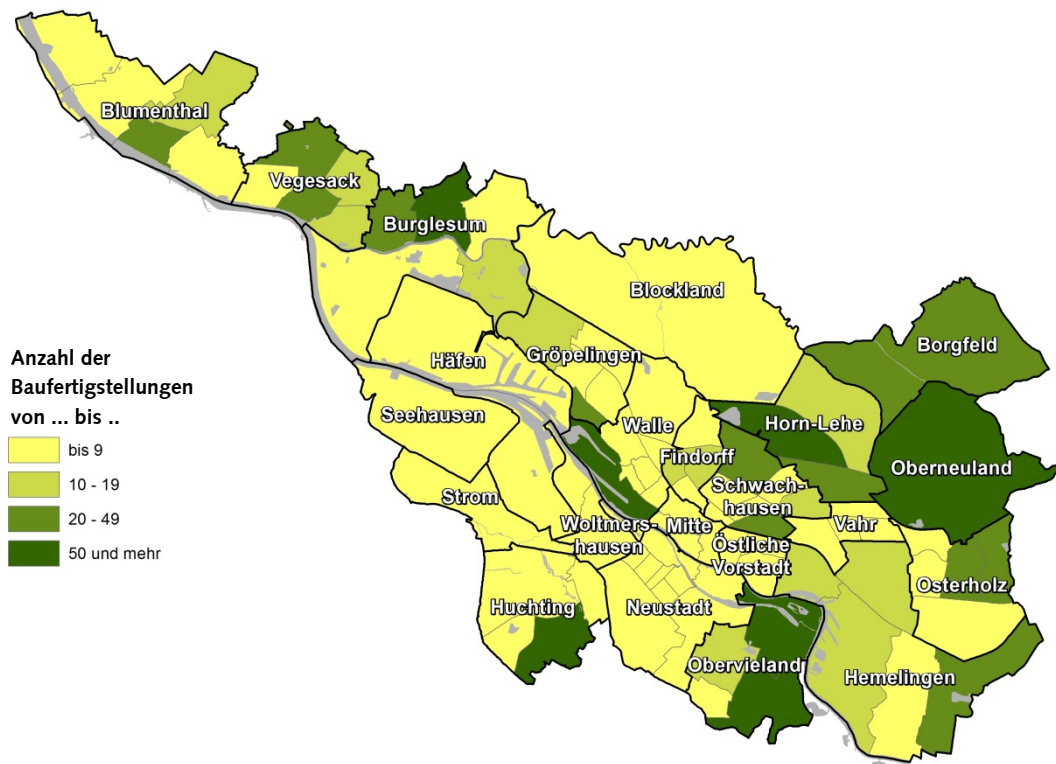 Blumenthal
Vegesack
Burglesum
Blockland
Borgfeld
Häfen
Gröpelingen
Seehausen
Walle
Horn-Lehe
Findorff
Oberneuland
Schwach-
hausen
Strom
Woltmers-
hausen
Mitte
Vahr
Östliche
Vorstadt
Osterholz
Huchting
Neustadt
Obervieland
Hemelingen
Anzahl der
Baufertigstellungen
von ... bis ..
bis 9
10 - 19
20 - 49
50 und mehr